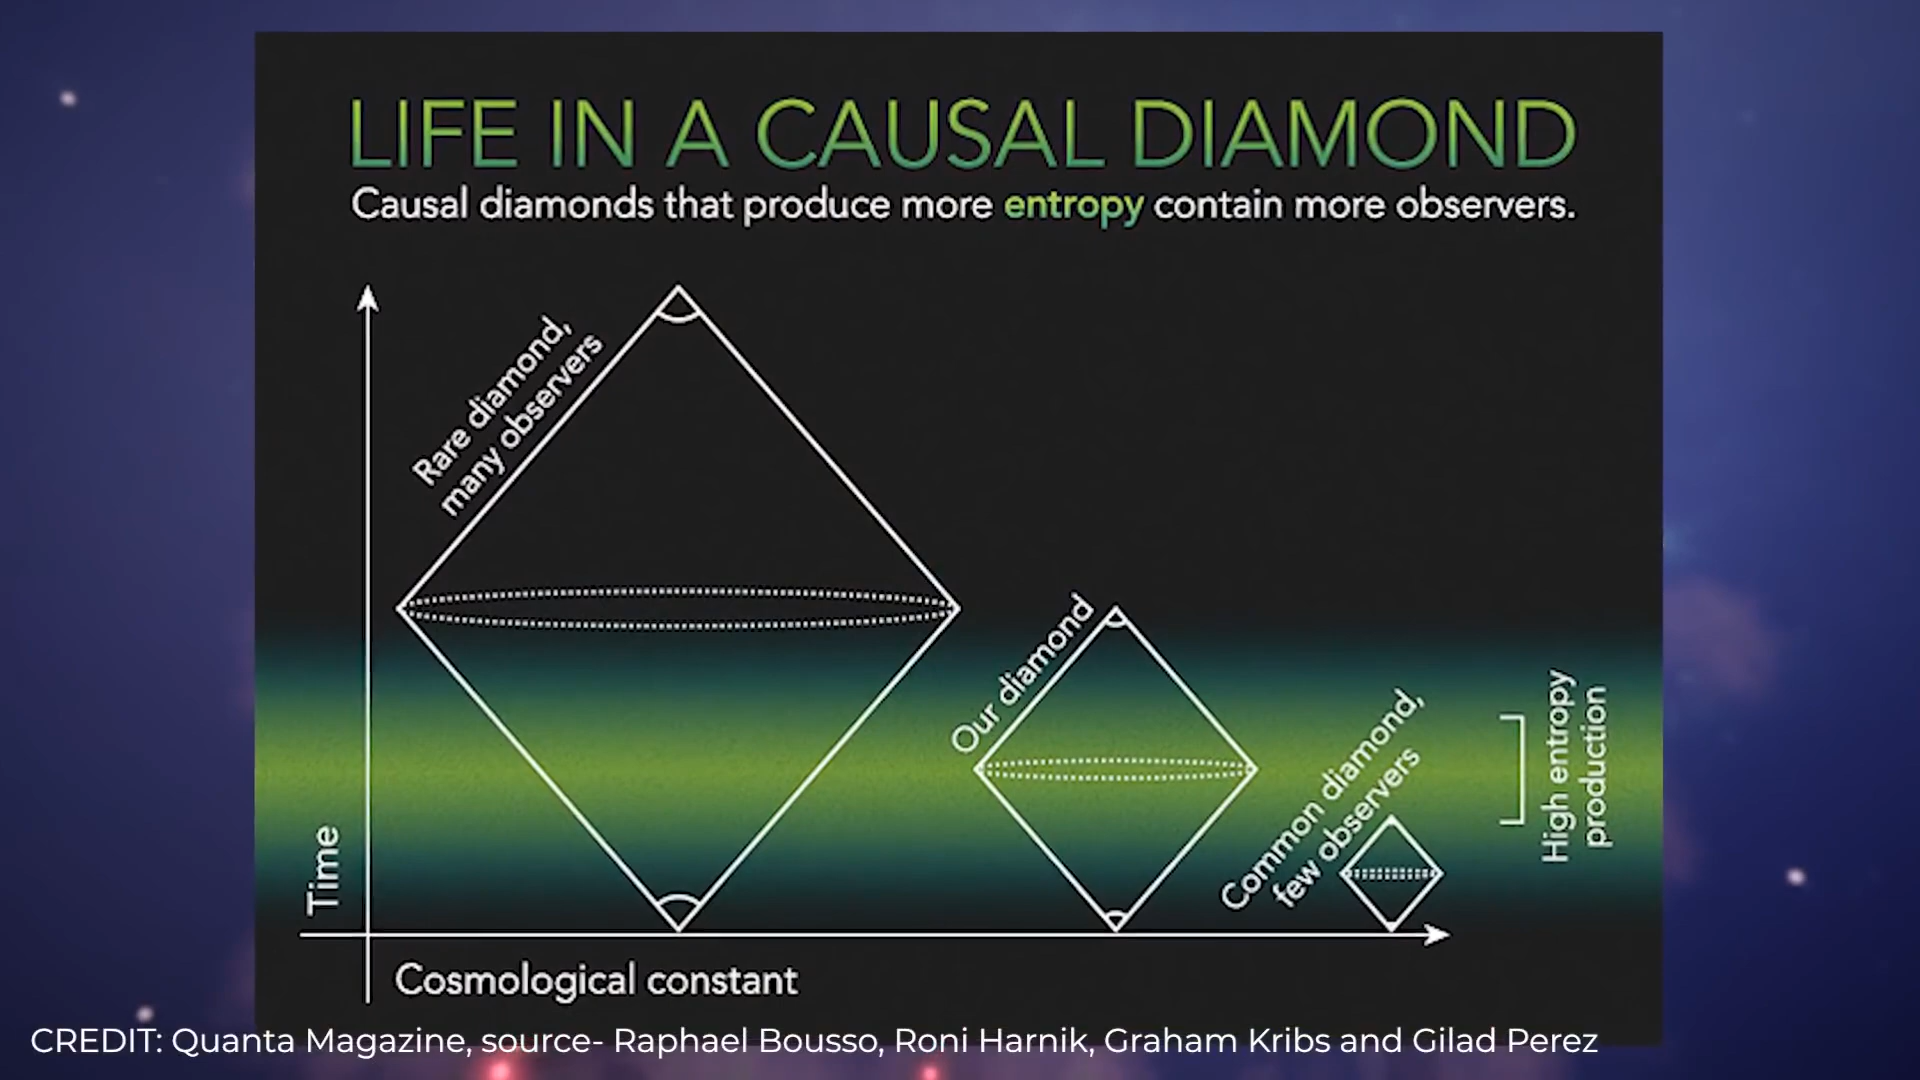 LIFE IN A CAUSAL DIAMOND
Causal diamonds that produce more entropy contain more observers.
Rare diamond,
many observers
Our diamond
Common diamond,
few observers
High entropy
production
Time
Cosmological constant
CREDIT: Quanta Magazine, source- Raphael Bousso, Roni Harnik, Graham Kribs and Gilad Perez